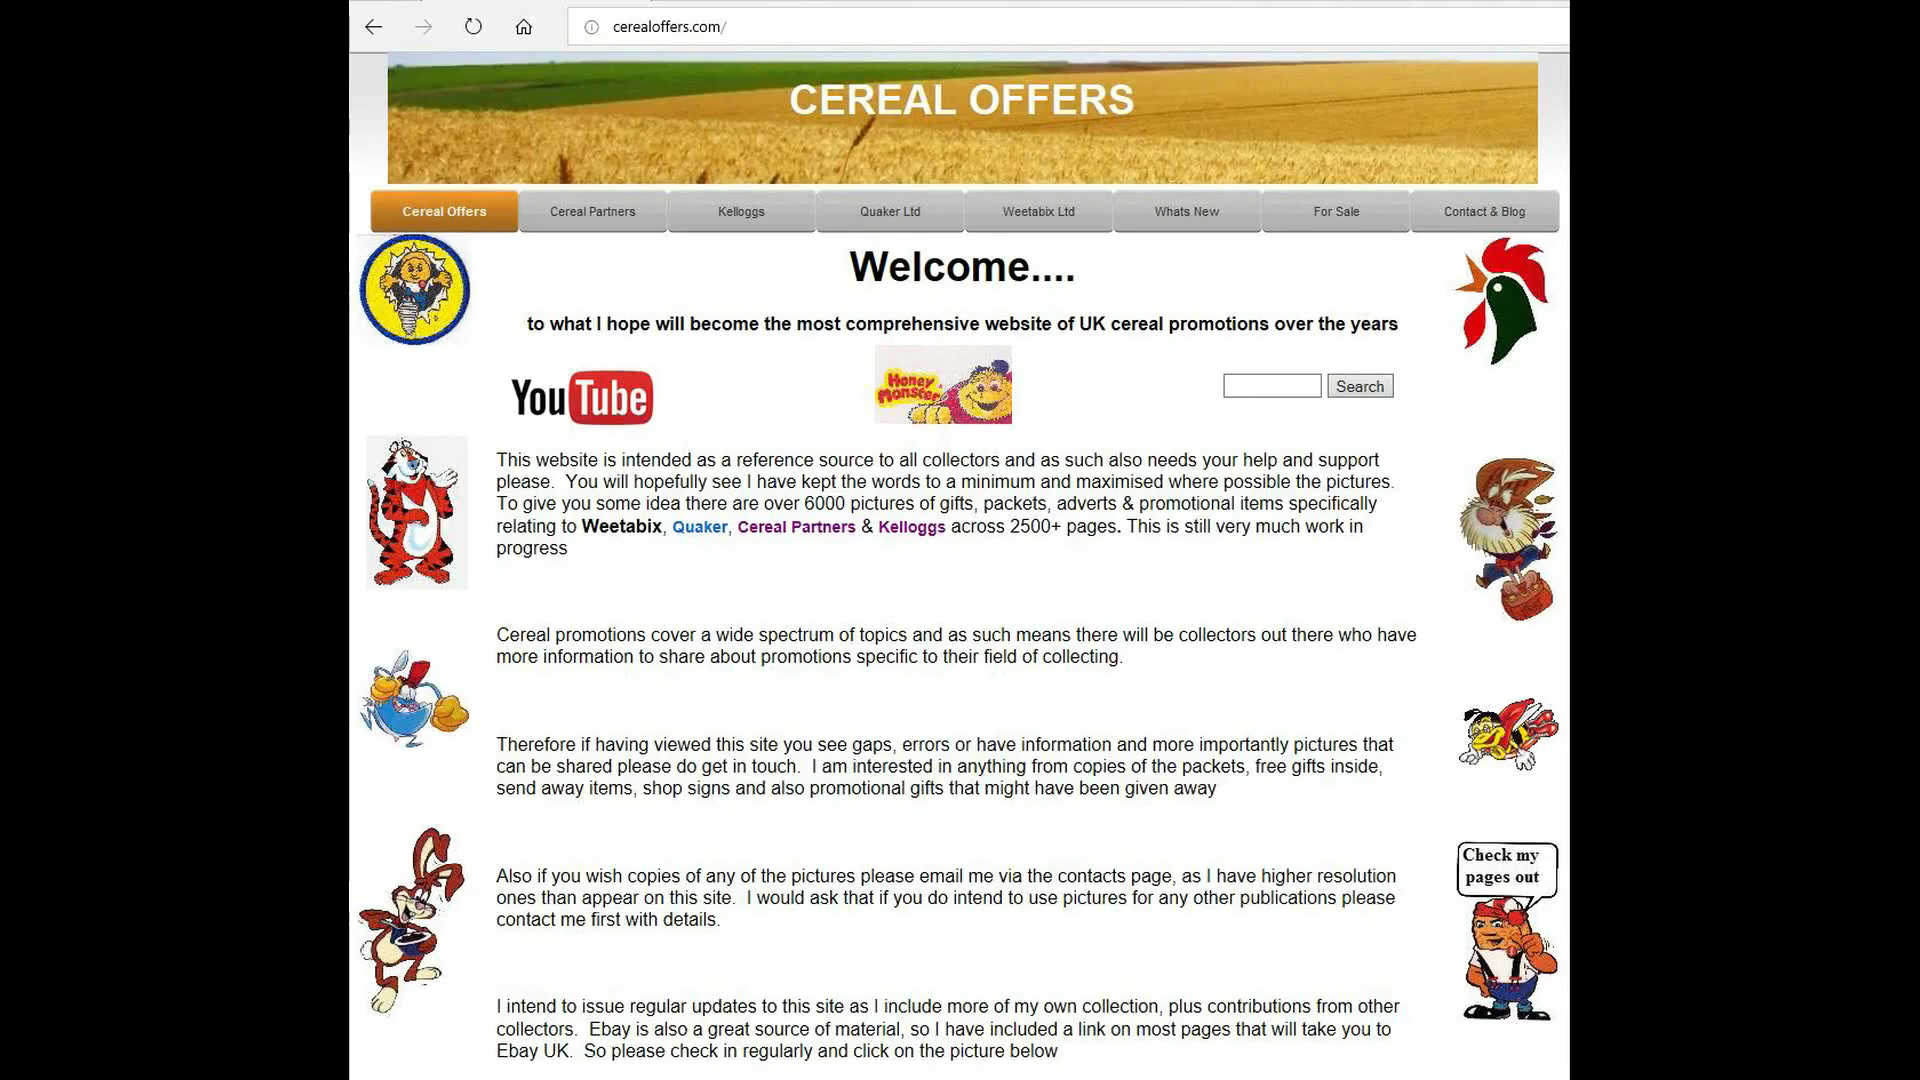 cerealoffers.com/
CEREAL OFFERS
Cereal Offers
Cereal Partners
Kelloggs
Quaker Ltd
Weetabix Ltd
Whats New
For Sale
Contact & Blog
Welcome....
to what I hope will become the most comprehensive website of UK cereal promotions over the years
YouTube
Honey
Monster
Search
This website is intended as a reference source to all collectors and as such also needs your help and support
please.  You will hopefully see I have kept the words to a minimum and maximised where possible the pictures.
To give you some idea there are over 6000 pictures of gifts, packets, adverts & promotional items specifically
relating to Weetabix, Quaker, Cereal Partners & Kelloggs across 2500+ pages. This is still very much work in
progress
Cereal promotions cover a wide spectrum of topics and as such means there will be collectors out there who have
more information to share about promotions specific to their field of collecting.
Therefore if having viewed this site you see gaps, errors or have information and more importantly pictures that
can be shared please do get in touch.  I am interested in anything from copies of the packets, free gifts inside,
send away items, shop signs and also promotional gifts that might have been given away
Check my
pages out
Also if you wish copies of any of the pictures please email me via the contacts page, as I have higher resolution
ones than appear on this site.  I would ask that if you do intend to use pictures for any other publications please
contact me first with details.
I intend to issue regular updates to this site as I include more of my own collection, plus contributions from other
collectors.  Ebay is also a great source of material, so I have included a link on most pages that will take you to
Ebay UK.  So please check in regularly and click on the picture below